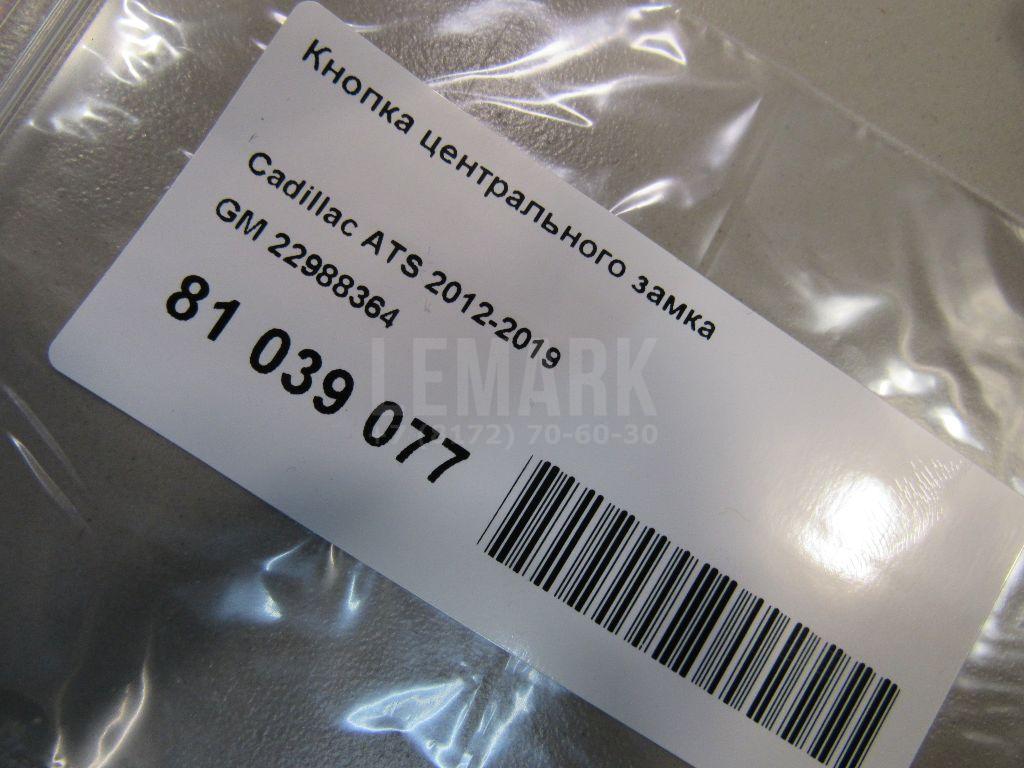 Кнопка центрального замка
Cadillac ATS 2012-2019
GM 22988364
81 039 077
LEMARK
70-60-30